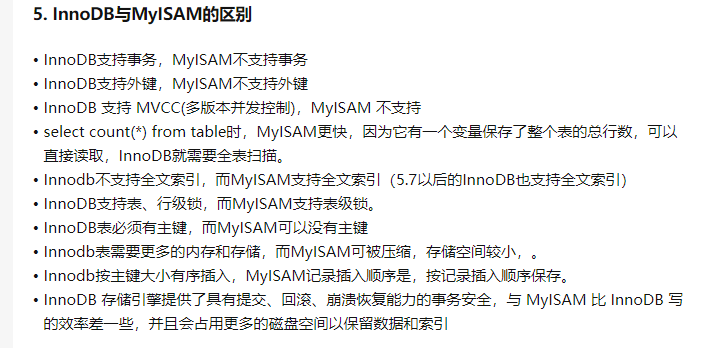 5. InnoDB与MyISAM的区别
• InnoDB支持事务，MyISAM不支持事务
• InnoDB支持外键，MyISAM不支持外键
• InnoDB 支持 MVCC(多版本并发控制)，MyISAM 不支持
• select count(*) from table时，MyISAM更快，因为它有一个变量保存了整个表的总行数，可以
直接读取，InnoDB就需要全表扫描。
• Innodb不支持全文索引，而MyISAM支持全文索引（5.7以后的InnoDB也支持全文索引）
• InnoDB支持表、行级锁，而MyISAM支持表级锁。
• InnoDB表必须有主键，而MyISAM可以没有主键
• Innodb表需要更多的内存和存储，而MyISAM可被压缩，存储空间较小，。
• Innodb按主键大小有序插入，MyISAM记录插入顺序是，按记录插入顺序保存。
• InnoDB 存储引擎提供了具有提交、回滚、崩溃恢复能力的事务安全，与 MyISAM 比 InnoDB 写
的效率差一些，并且会占用更多的磁盘空间以保留数据和索引